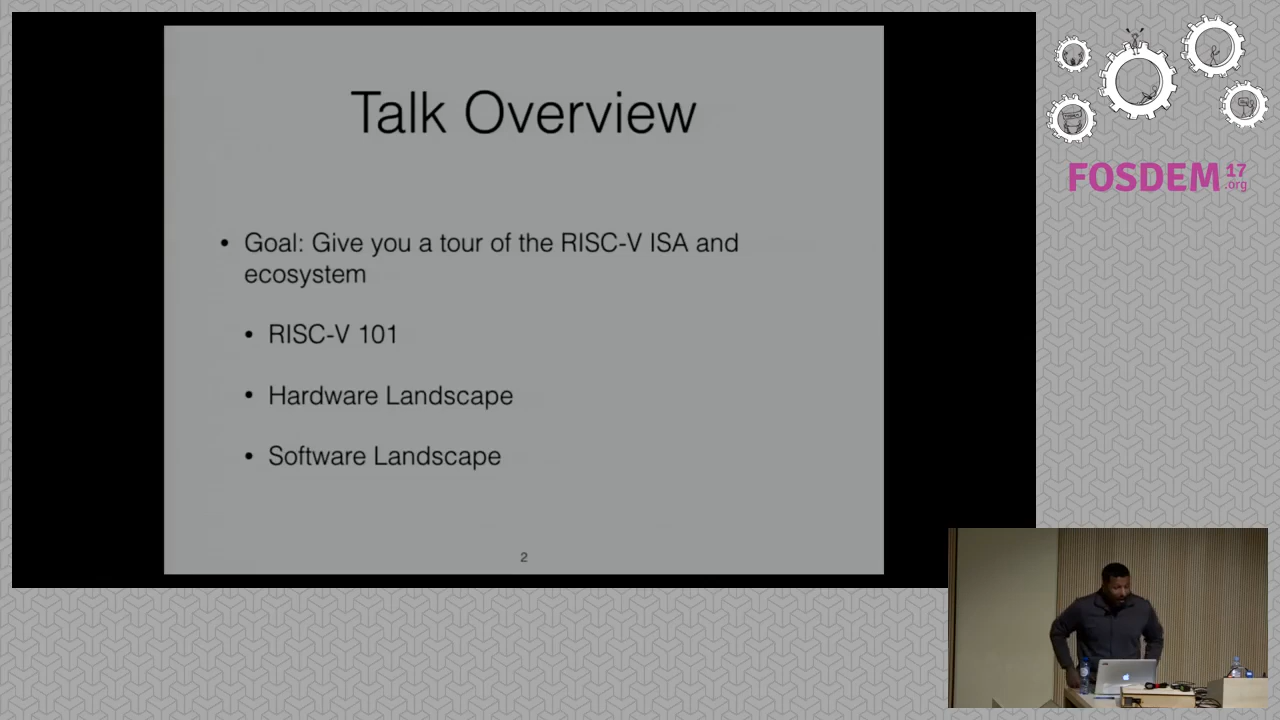 Talk Overview
• Goal: Give you a tour of the RISC-V ISA and
ecosystem
• RISC-V 101
• Hardware Landscape
• Software Landscape
2
FOSDEM 17
.org